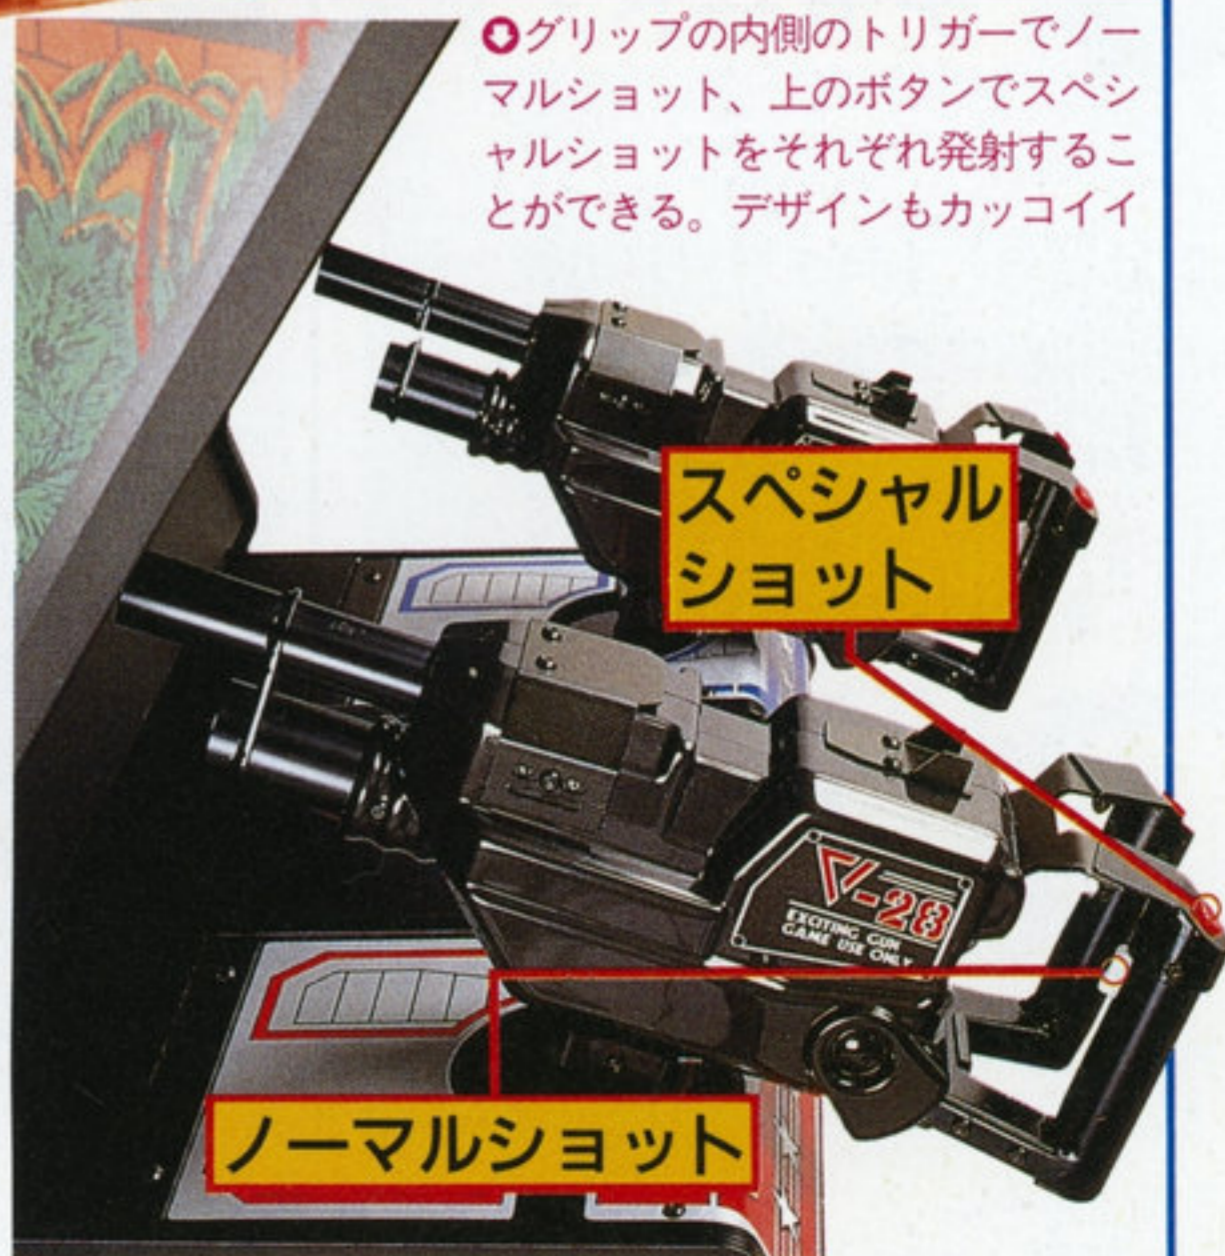 グリップの内側のトリガーでノー
マルショット、上のボタンでスペシ
ャルショットをそれぞれ発射するこ
とができる。デザインもカッコイイ
スペシャル
ショット
V-28
EXCITING GUN
GAME USE ONLY
ノーマルショット